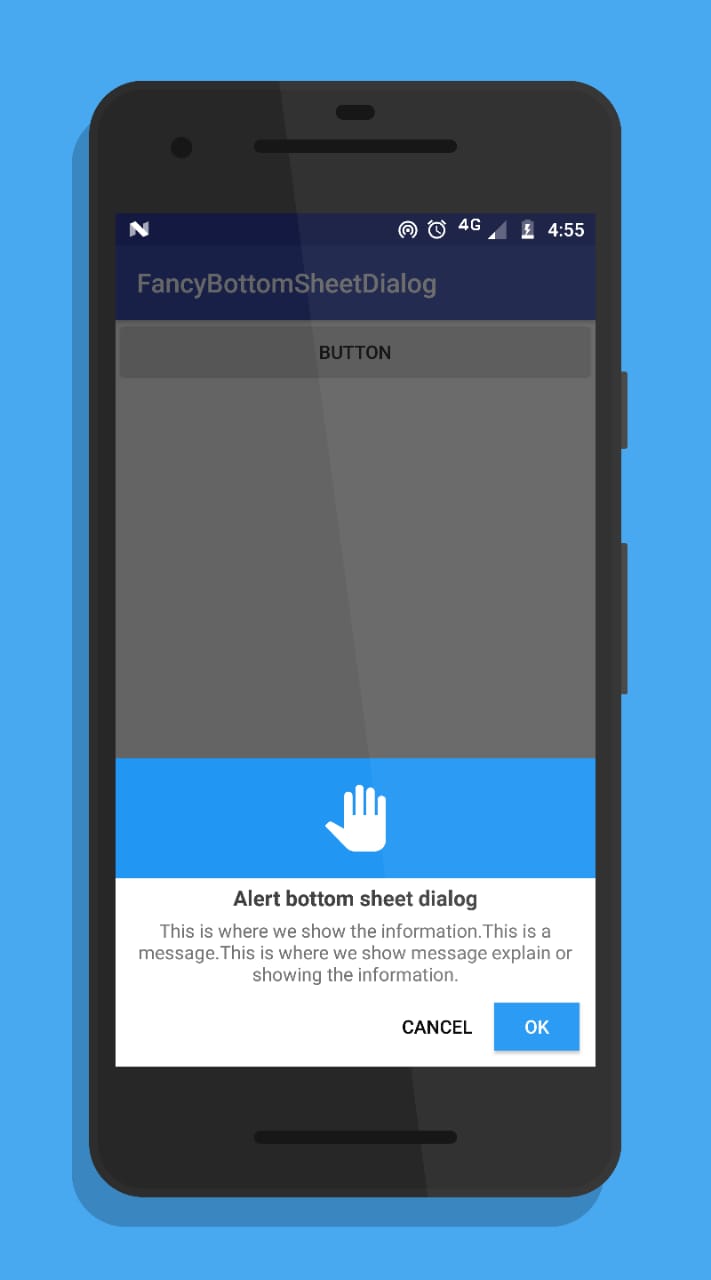 4G 4:55
FancyBottomSheetDialog
BUTTON
Alert bottom sheet dialog
This is where we show the information.This is a
message.This is where we show message explain or
showing the information.
CANCEL OK